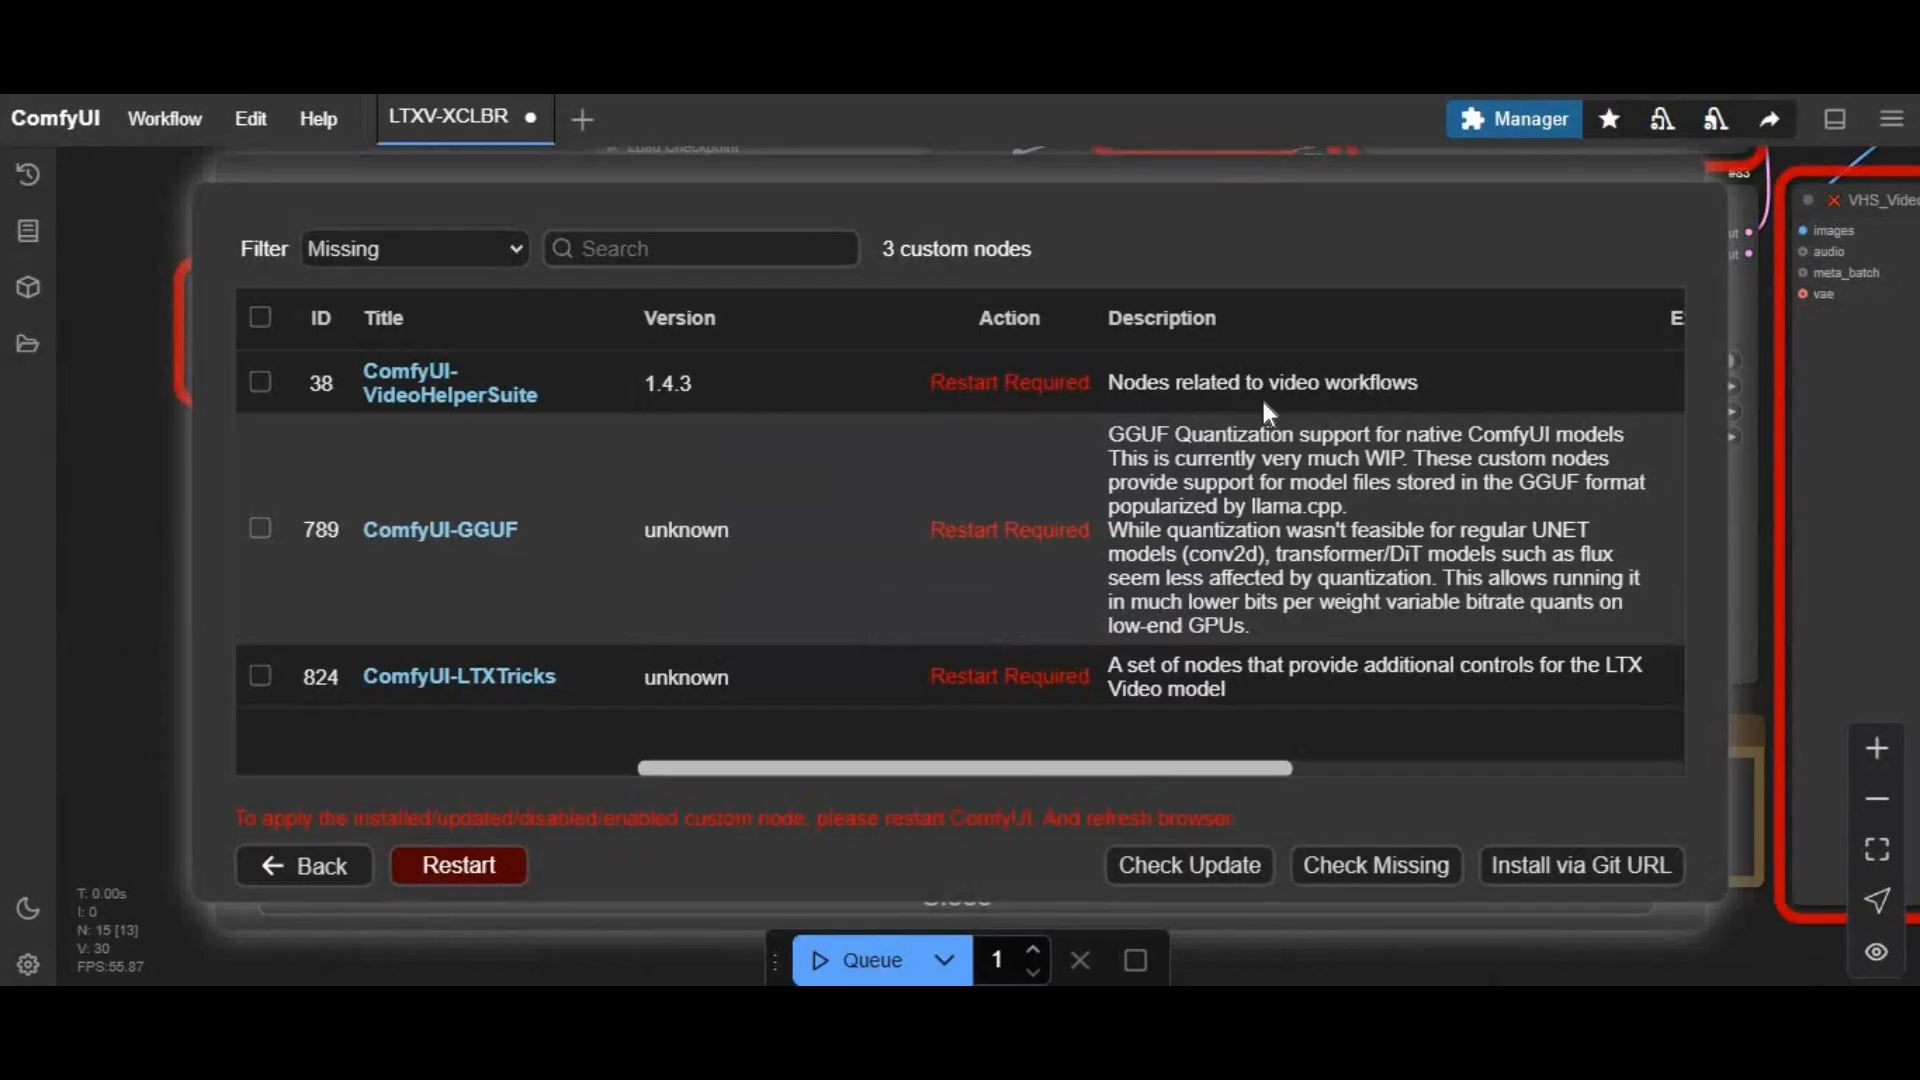 ComfyUI Workflow Edit Help LTXV-XCLBR Manager
Load Checkpoint
#83
VHS_Video
images
audio
meta_batch
vae
ut
ut
Filter Missing Search 3 custom nodes
ID Title Version Action Description E
38 ComfyUI-VideoHelperSuite 1.4.3 Restart Required Nodes related to video workflows
789 ComfyUI-GGUF unknown Restart Required
GGUF Quantization support for native ComfyUI models
This is currently very much WIP. These custom nodes
provide support for model files stored in the GGUF format
popularized by llama.cpp.
While quantization wasn't feasible for regular UNET
models (conv2d), transformer/DiT models such as flux
seem less affected by quantization. This allows running it
in much lower bits per weight variable bitrate quants on
low-end GPUs.
824 ComfyUI-LTXTricks unknown Restart Required
A set of nodes that provide additional controls for the LTX
Video model
To apply the installed/updated/disabled/enabled custom node, please restart ComfyUI. And refresh browser.
Back Restart Check Update Check Missing Install via Git URL
Close
T: 0.00s
I: 0
N: 15 [13]
V: 30
FPS:55.87
Queue 1